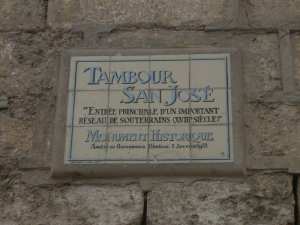 TAMBOUR
SAN JOSÉ
"ENTRÉE PRINCIPALE D'UN IMPORTANT
RÉSEAU DE SOUTERRAINS (XVIIIE SIÈCLE)"
MONUMENT HISTORIQUE